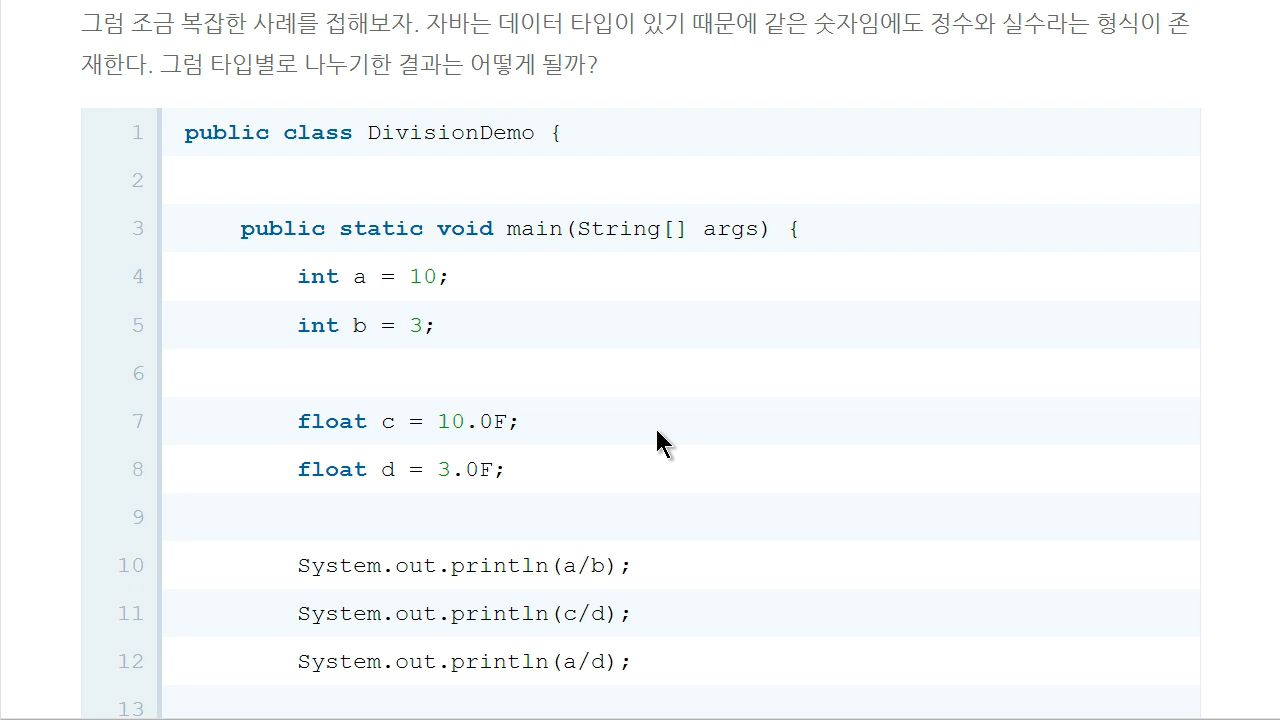 그럼 조금 복잡한 사례를 접해보자. 자바는 데이터 타입이 있기 때문에 같은 숫자임에도 정수와 실수라는 형식이 존
재한다. 그럼 타입별로 나누기한 결과는 어떻게 될까?
1 public class DivisionDemo {
2
3 public static void main(String[] args) {
4 int a = 10;
5 int b = 3;
6
7 float c = 10.0F;
8 float d = 3.0F;
9
10 System.out.println(a/b);
11 System.out.println(c/d);
12 System.out.println(a/d);
13